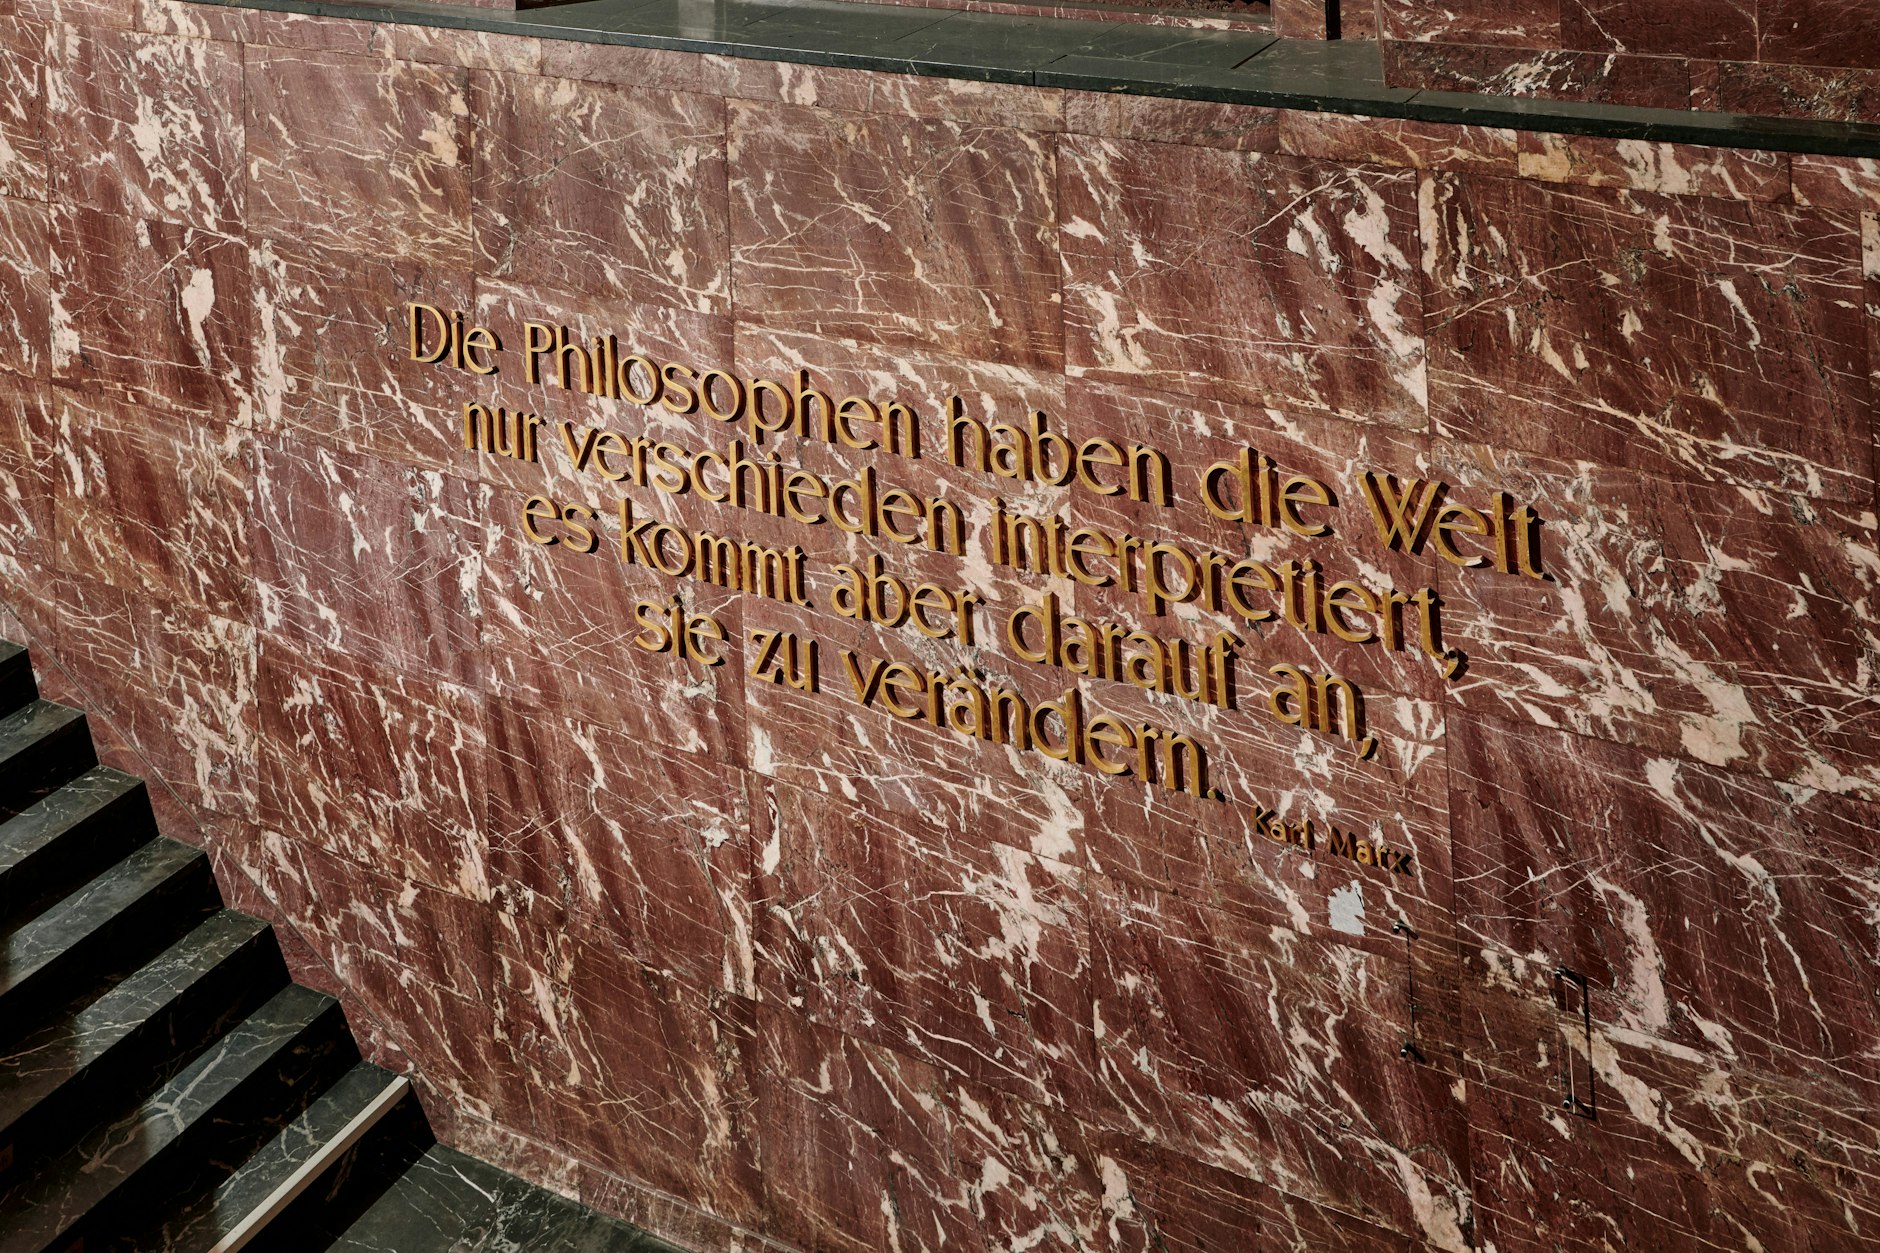 Die Philosophen haben die Welt
nur verschieden interpretiert,
es kommt aber darauf an,
sie zu verändern.
Karl Marx